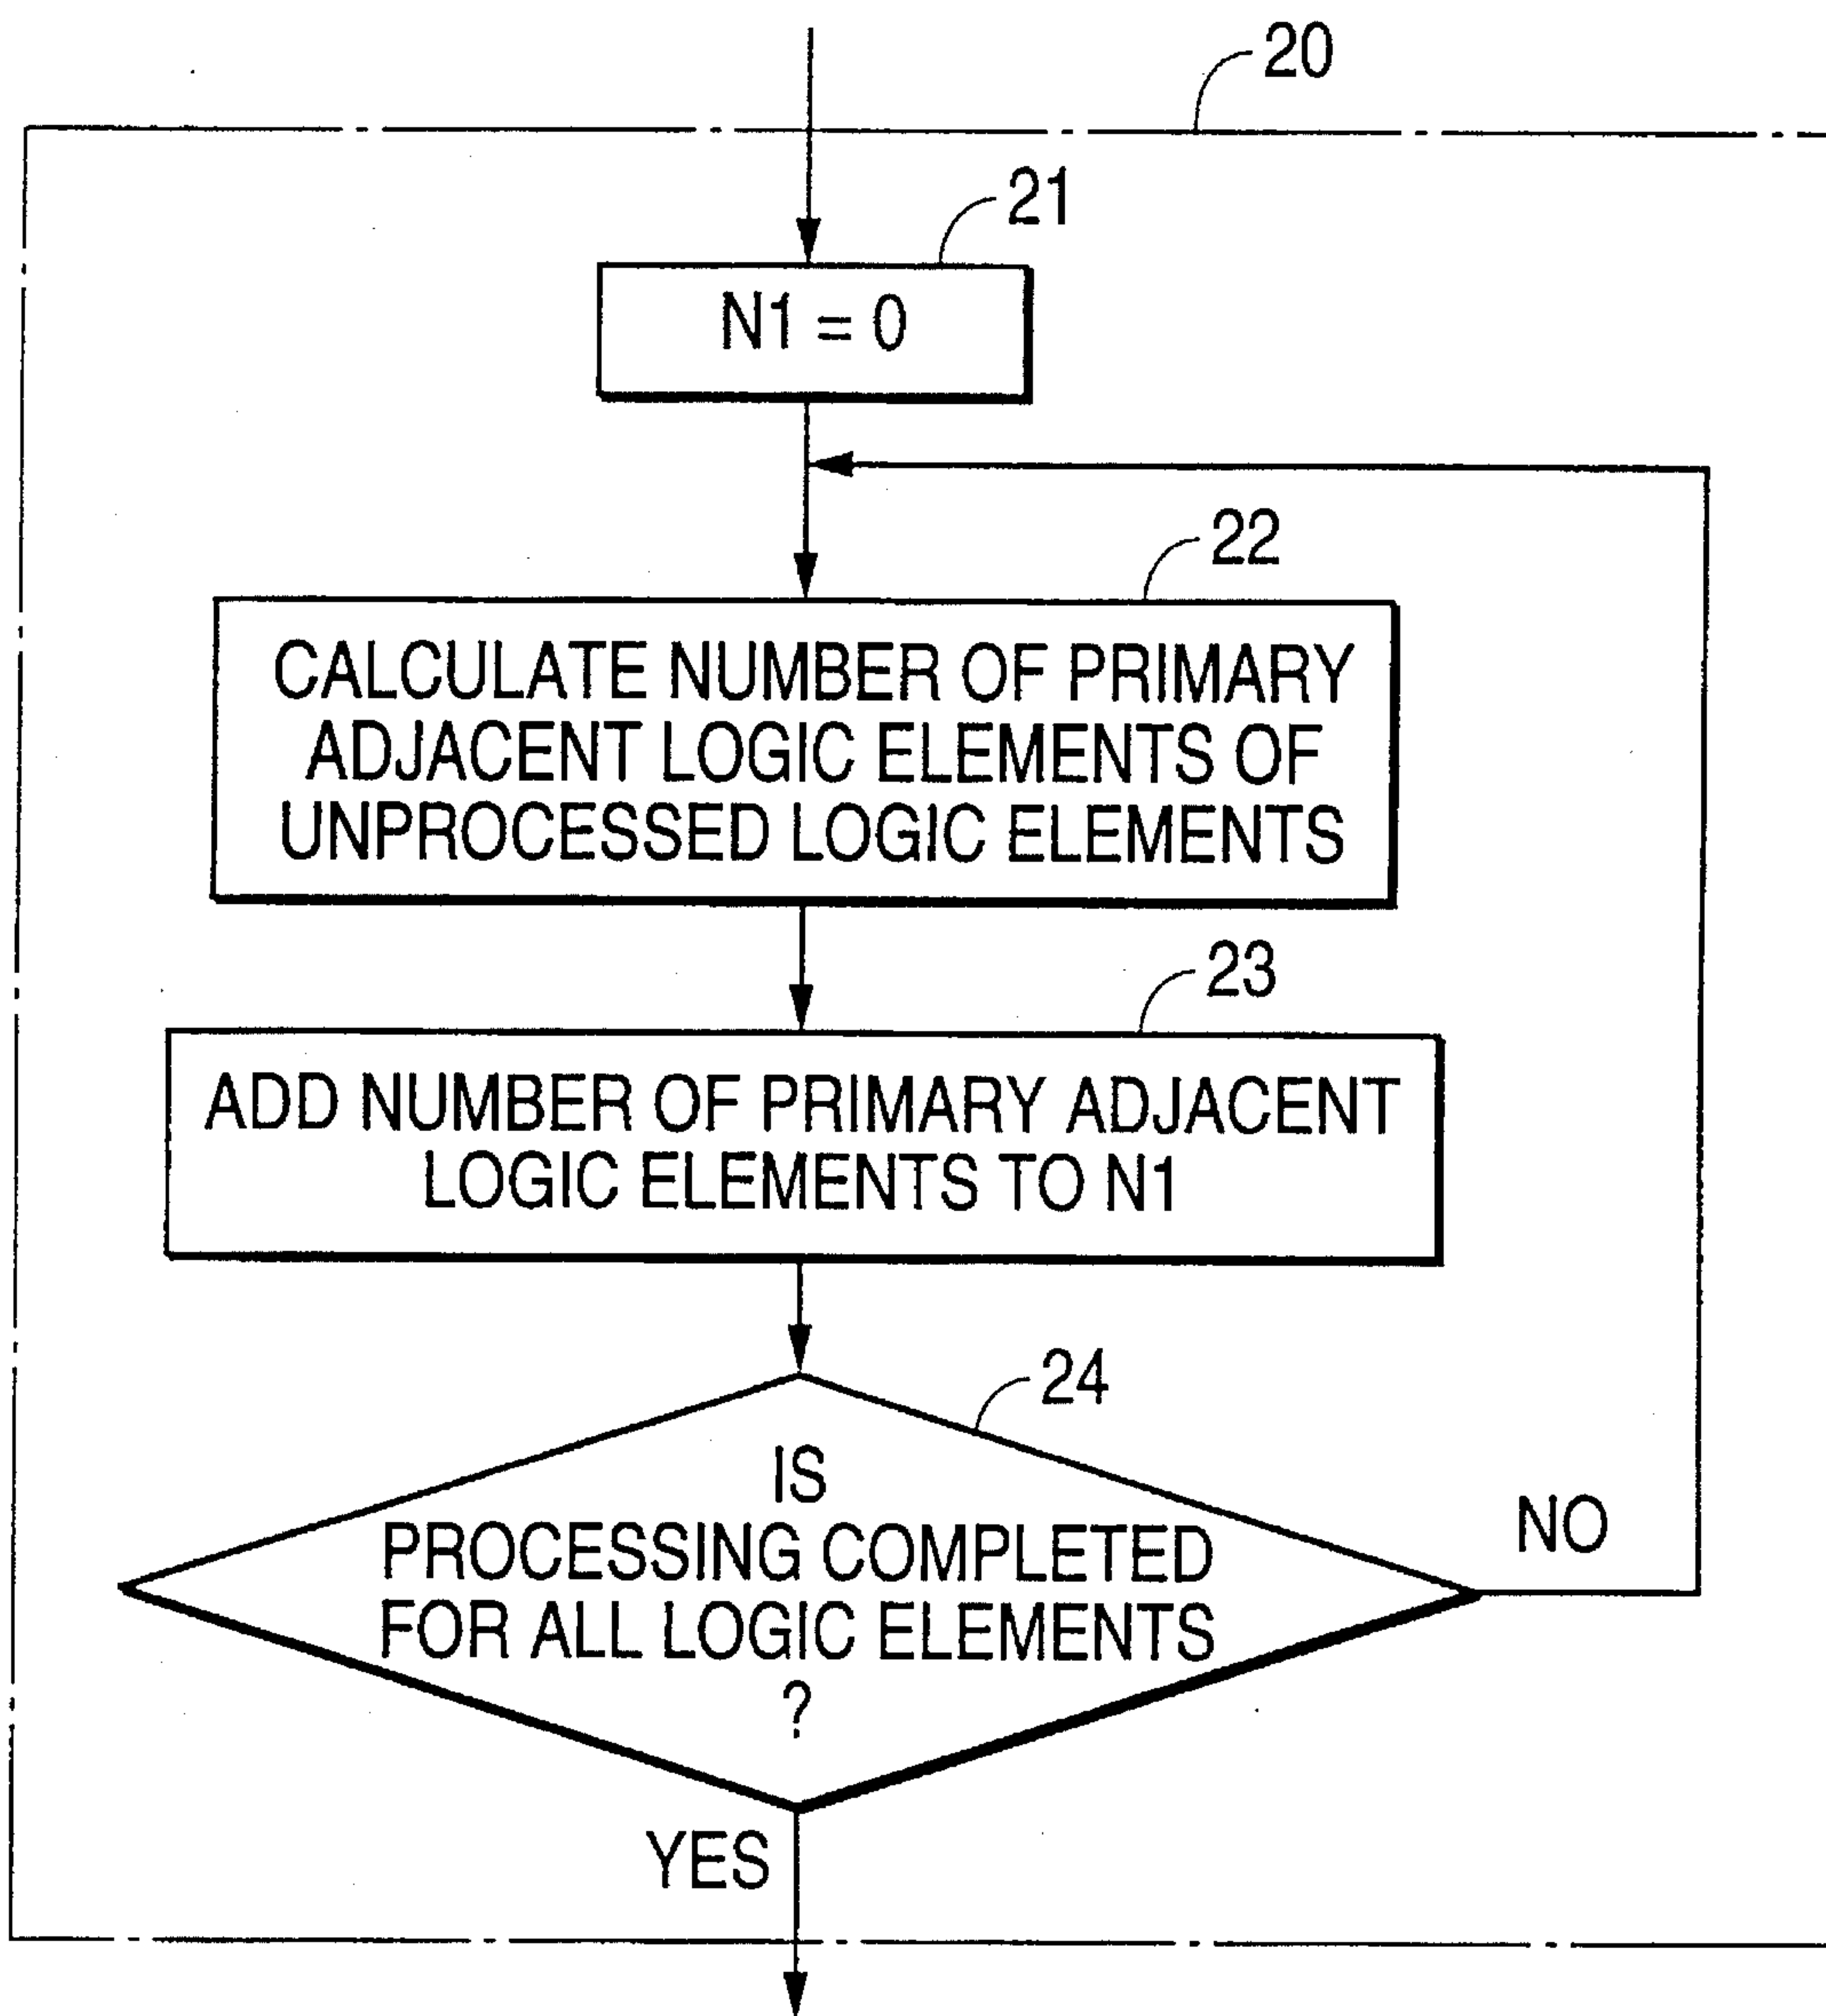 20
21
N1 = 0
22
CALCULATE NUMBER OF PRIMARY
ADJACENT LOGIC ELEMENTS OF
UNPROCESSED LOGIC ELEMENTS
23
ADD NUMBER OF PRIMARY ADJACENT
LOGIC ELEMENTS TO N1
24
IS
PROCESSING COMPLETED
FOR ALL LOGIC ELEMENTS
?
NO
YES